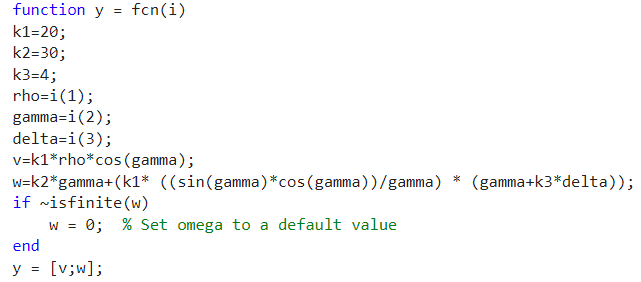 function y = fcn(i)
k1=20;
k2=30;
k3=4;
rho=i(1);
gamma=i(2);
delta=i(3);
v=k1*rho*cos(gamma);
w=k2*gamma+(k1* ((sin(gamma)*cos(gamma))/gamma) * (gamma+k3*delta));
if ~isfinite(w)
    w = 0;  % Set omega to a default value
end
y = [v;w];